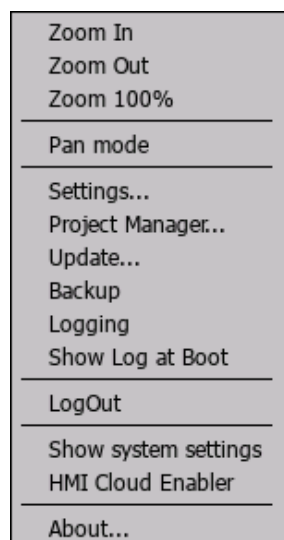 Zoom In
Zoom Out
Zoom 100%
Pan mode
Settings...
Project Manager...
Update...
Backup
Logging
Show Log at Boot
LogOut
Show system settings
HMI Cloud Enabler
About...